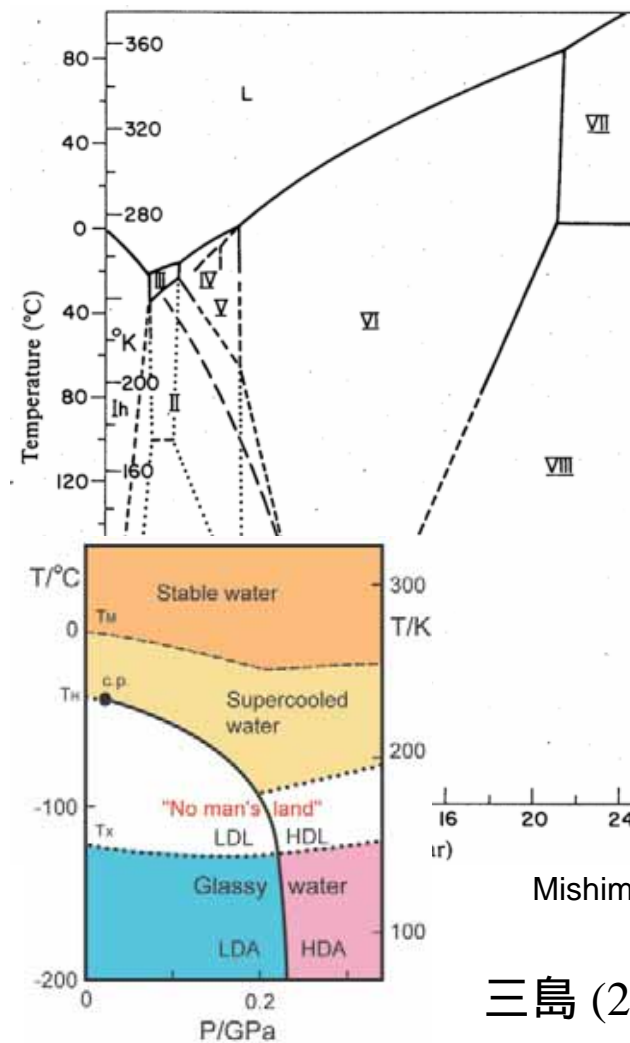 360
80
L
320
VII
40
280
0
III
IV
V
40
°K
VI
200
80
Ih
II
160
VIII
120
Temperature (°C)
T/°C
Stable water
300
T/K
0
TM
c.p.
TH
Supercooled
water
200
-100
"No man's land"
16
24
TX
LDL
HDL
ar)
Glassy water
Mishim
100
LDA
HDA
-200
0
0.2
P/GPa
三島 (2